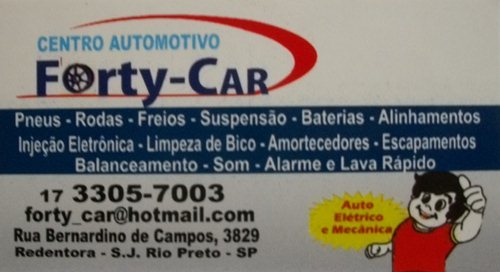 CENTRO AUTOMOTIVO
Forty-Car
Pneus - Rodas - Freios - Suspensão - Baterias - Alinhamentos
Injeção Eletrônica - Limpeza de Bico - Amortecedores - Escapamentos
Balanceamento - Som - Alarme e Lava Rápido
17 3305-7003
forty_car@hotmail.com
Rua Bernardino de Campos, 3829
Redentora - S.J. Rio Preto - SP
Auto
Elétrico
e Mecânica